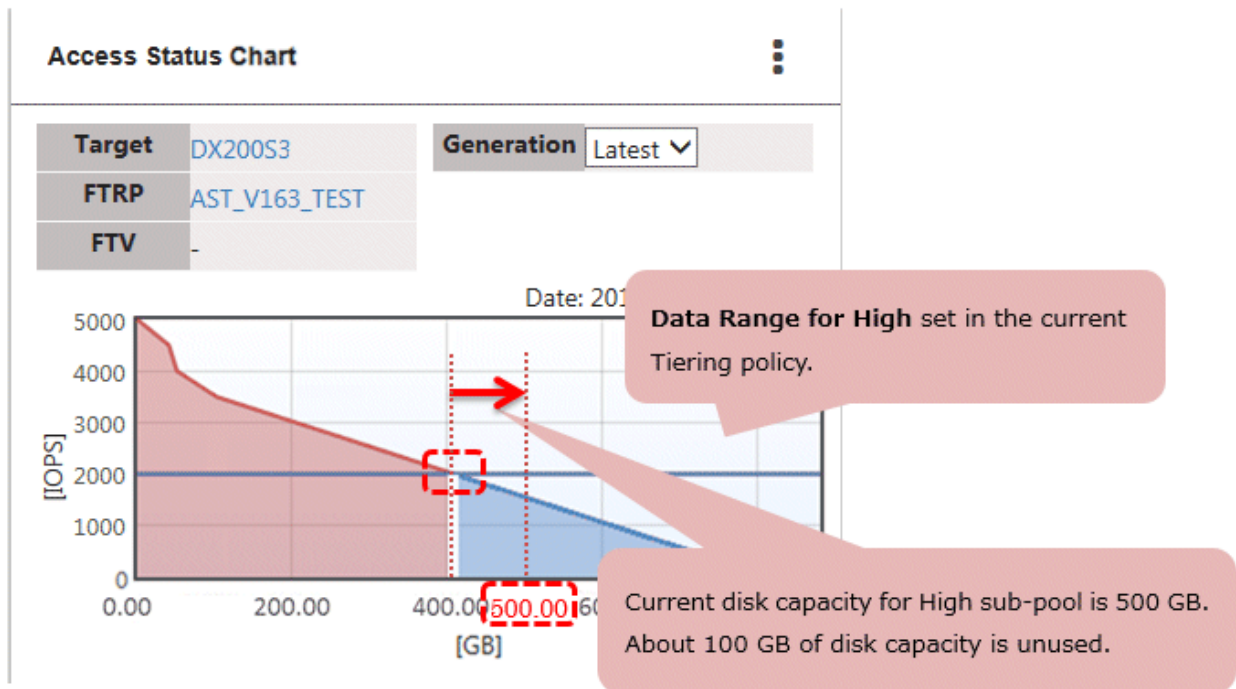 Access Status Chart
Target DX200S3 Generation Latest
FTRP AST_V163_TEST
FTV -
Date: 201
Data Range for High set in the current
Tiering policy.
5000
4000
3000
2000
1000
0
[IOPS]
0.00 200.00 400.00 500.00 60
[GB]
Current disk capacity for High sub-pool is 500 GB.
About 100 GB of disk capacity is unused.